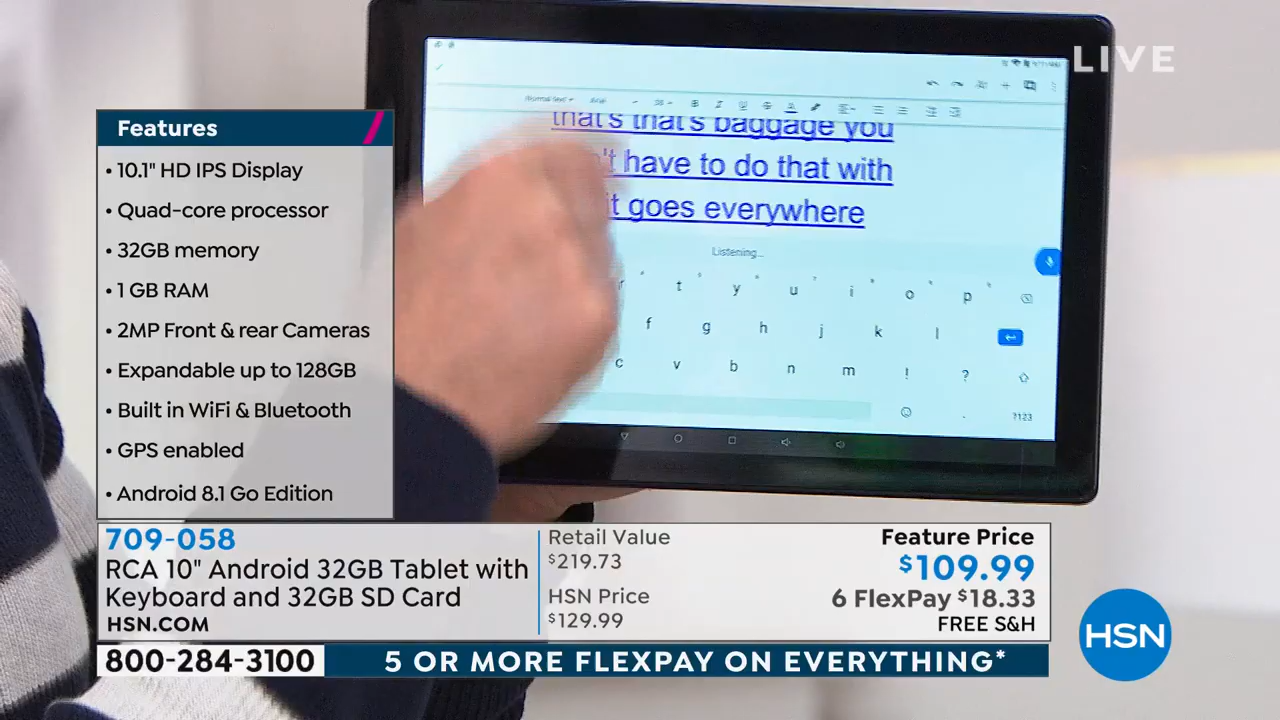 LIVE
Features
• 10.1" HD IPS Display
• Quad-core processor
• 32GB memory
• 1 GB RAM
• 2MP Front & rear Cameras
• Expandable up to 128GB
• Built in WiFi & Bluetooth
• GPS enabled
• Android 8.1 Go Edition
Normal text Arial
B I U S A
that's that's baggage you
have to do that with
it goes everywhere
Listening...
t y u i o p
f g h j k l
c v b n m ! ?
?123
709-058
RCA 10" Android 32GB Tablet with
Keyboard and 32GB SD Card
HSN.COM
Retail Value
$219.73
HSN Price
$129.99
Feature Price
$109.99
6 FlexPay $18.33
FREE S&H
HSN
800-284-3100
5 OR MORE FLEXPAY ON EVERYTHING*